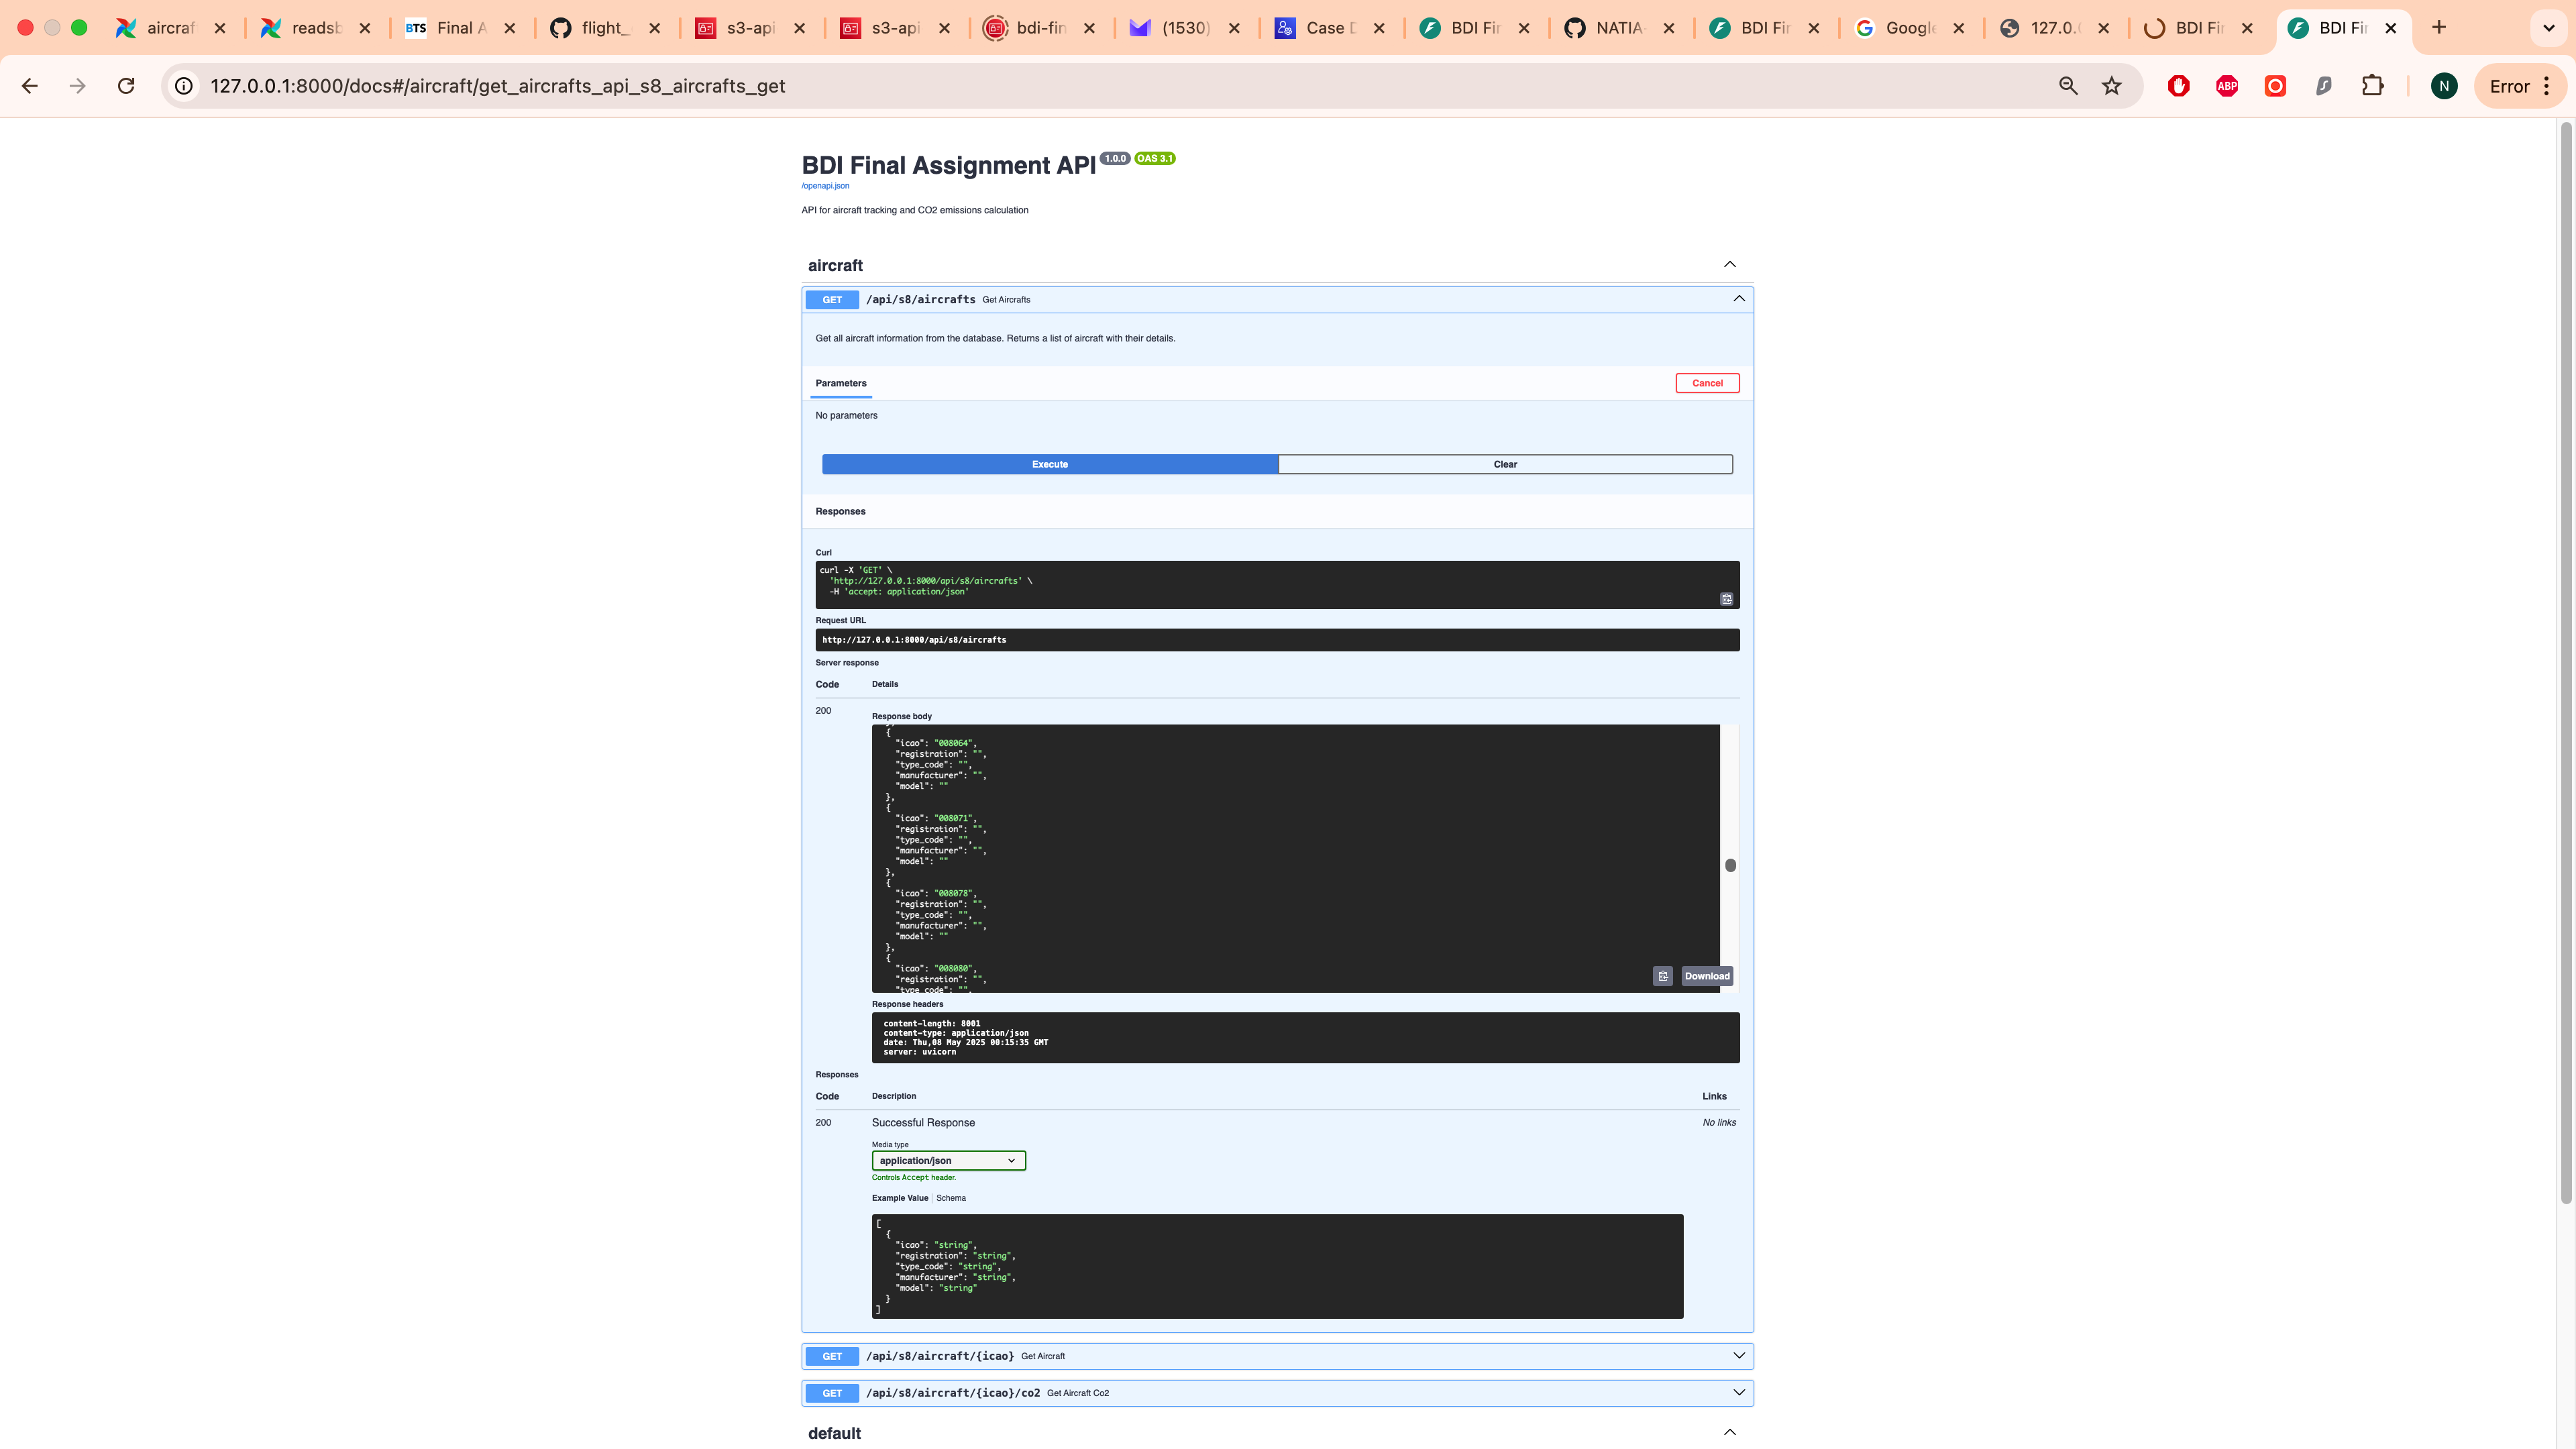 aircraf
readsb
BTS Final A
flight_
s3-api
s3-api
bdi-fin
(1530)
Case D
BDI Fir
NATIA-
BDI Fir
Google
127.0.0
BDI Fir
BDI Fir
127.0.0.1:8000/docs#/aircraft/get_aircrafts_api_s8_aircrafts_get
ABP
N
Error
BDI Final Assignment API 1.0.0 OAS 3.1
/openapi.json
API for aircraft tracking and CO2 emissions calculation
aircraft
GET /api/s8/aircrafts Get Aircrafts
Get all aircraft information from the database. Returns a list of aircraft with their details.
Parameters
Cancel
No parameters
Execute
Clear
Responses
Curl
curl -X 'GET' \
'http://127.0.0.1:8000/api/s8/aircrafts' \
-H 'accept: application/json'
Request URL
http://127.0.0.1:8000/api/s8/aircrafts
Server response
Code Details
200
Response body
{
"icao": "008064",
"registration": "",
"type_code": "",
"manufacturer": "",
"model": ""
},
{
"icao": "008071",
"registration": "",
"type_code": "",
"manufacturer": "",
"model": ""
},
{
"icao": "008078",
"registration": "",
"type_code": "",
"manufacturer": "",
"model": ""
},
{
"icao": "008080",
"registration": "",
"type_code": "",
Download
Response headers
content-length: 8001
content-type: application/json
date: Thu,08 May 2025 00:15:35 GMT
server: uvicorn
Responses
Code Description Links
200 Successful Response No links
Media type
application/json
Controls Accept header.
Example Value Schema
[
{
"icao": "string",
"registration": "string",
"type_code": "string",
"manufacturer": "string",
"model": "string"
}
]
GET /api/s8/aircraft/{icao} Get Aircraft
GET /api/s8/aircraft/{icao}/co2 Get Aircraft Co2
default